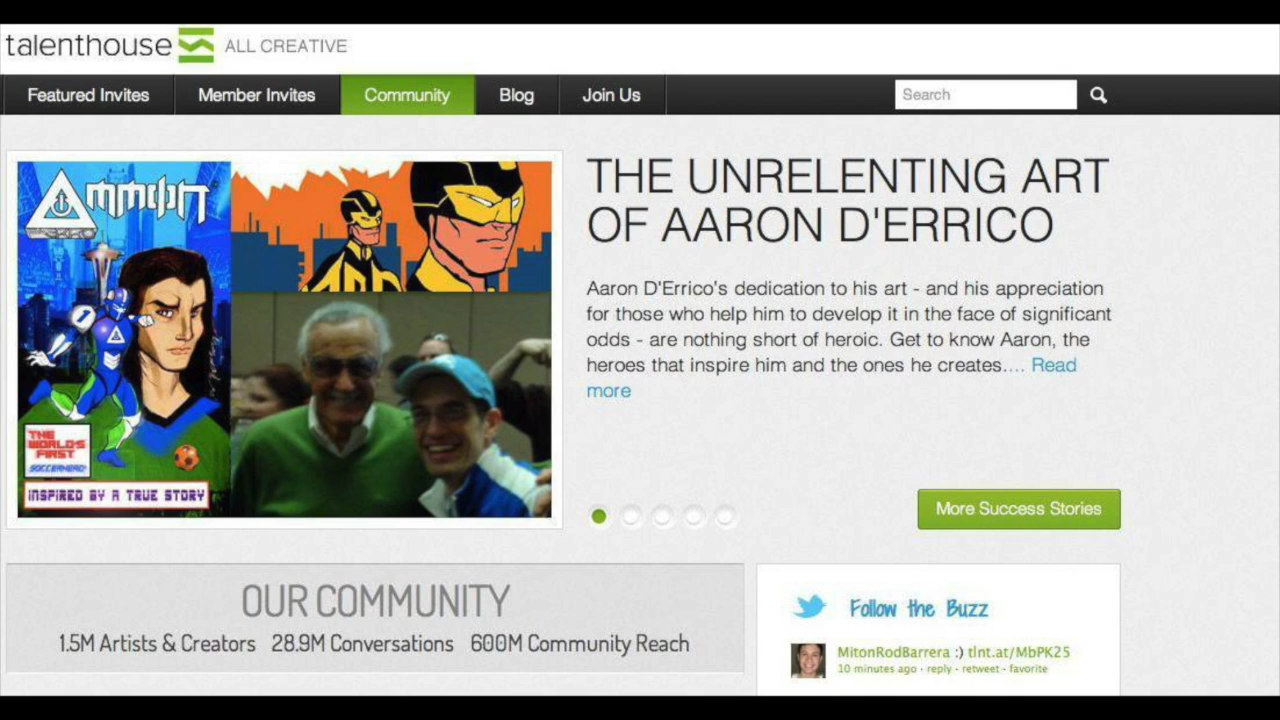 talenthouse ALL CREATIVE
Featured Invites Member Invites Community Blog Join Us Search
THE UNRELENTING ART
OF AARON D'ERRICO
Aaron D'Errico's dedication to his art - and his appreciation
for those who help him to develop it in the face of significant
odds - are nothing short of heroic. Get to know Aaron, the
heroes that inspire him and the ones he creates.... Read
more
THE
WORLD'S
FIRST
SOCCERHERO
INSPIRED BY A TRUE STORY
More Success Stories
OUR COMMUNITY
1.5M Artists & Creators 28.9M Conversations 600M Community Reach
Follow the Buzz
MitonRodBarrera :) tlnt.at/MbPK25
10 minutes ago · reply · retweet · favorite